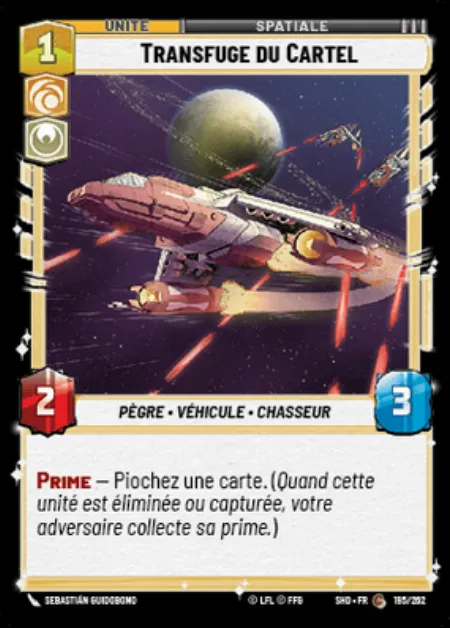 UNITÉ
SPATIALE
1
TRANSFUGE DU CARTEL
2
PÈGRE • VÉHICULE • CHASSEUR
3
PRIME – Piochez une carte. (Quand cette
unité est éliminée ou capturée, votre
adversaire collecte sa prime.)
SEBASTIÁN GUIDOBONO
© LFL © FFG
SHD • FR
195/262